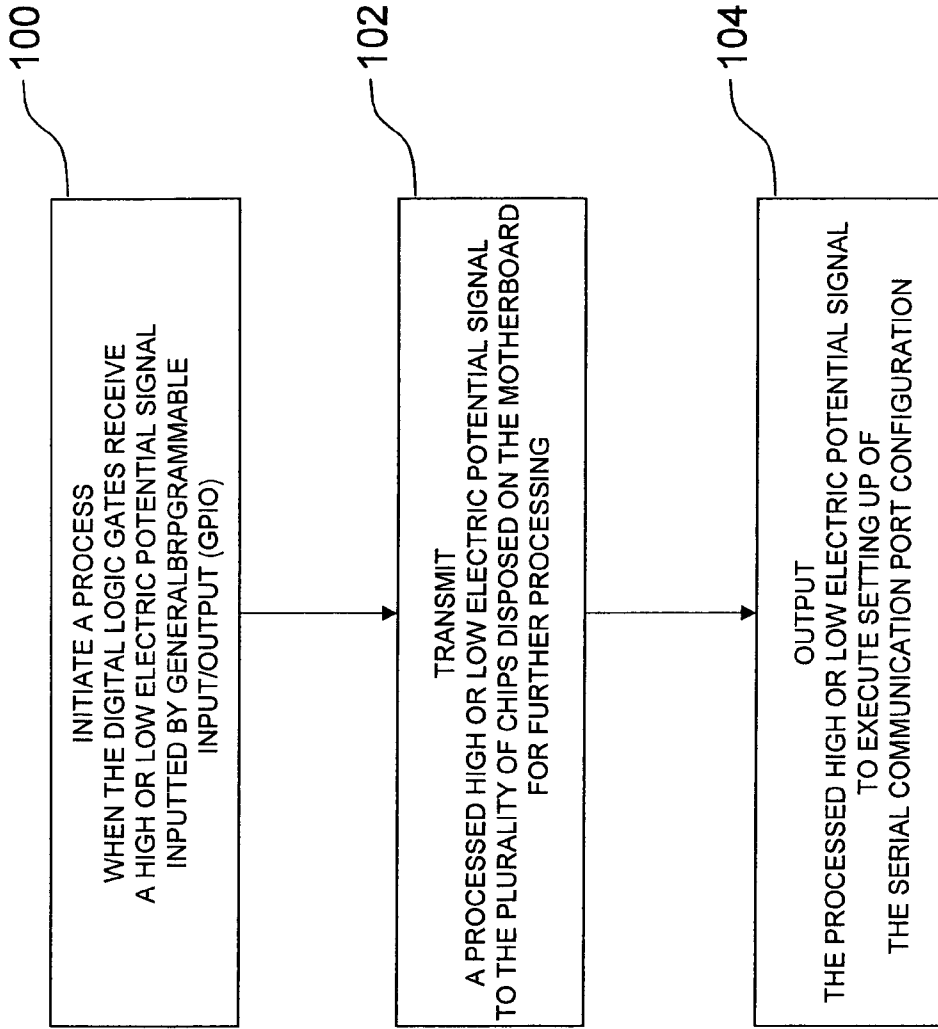 100
INITIATE A PROCESS
WHEN THE DIGITAL LOGIC GATES RECEIVE
A HIGH OR LOW ELECTRIC POTENTIAL SIGNAL
INPUTTED BY GENERALBRPGRAMMABLE
INPUT/OUTPUT (GPIO)
102
TRANSMIT
A PROCESSED HIGH OR LOW ELECTRIC POTENTIAL SIGNAL
TO THE PLURALITY OF CHIPS DISPOSED ON THE MOTHERBOARD
FOR FURTHER PROCESSING
104
OUTPUT
THE PROCESSED HIGH OR LOW ELECTRIC POTENTIAL SIGNAL
TO EXECUTE SETTING UP OF
THE SERIAL COMMUNICATION PORT CONFIGURATION